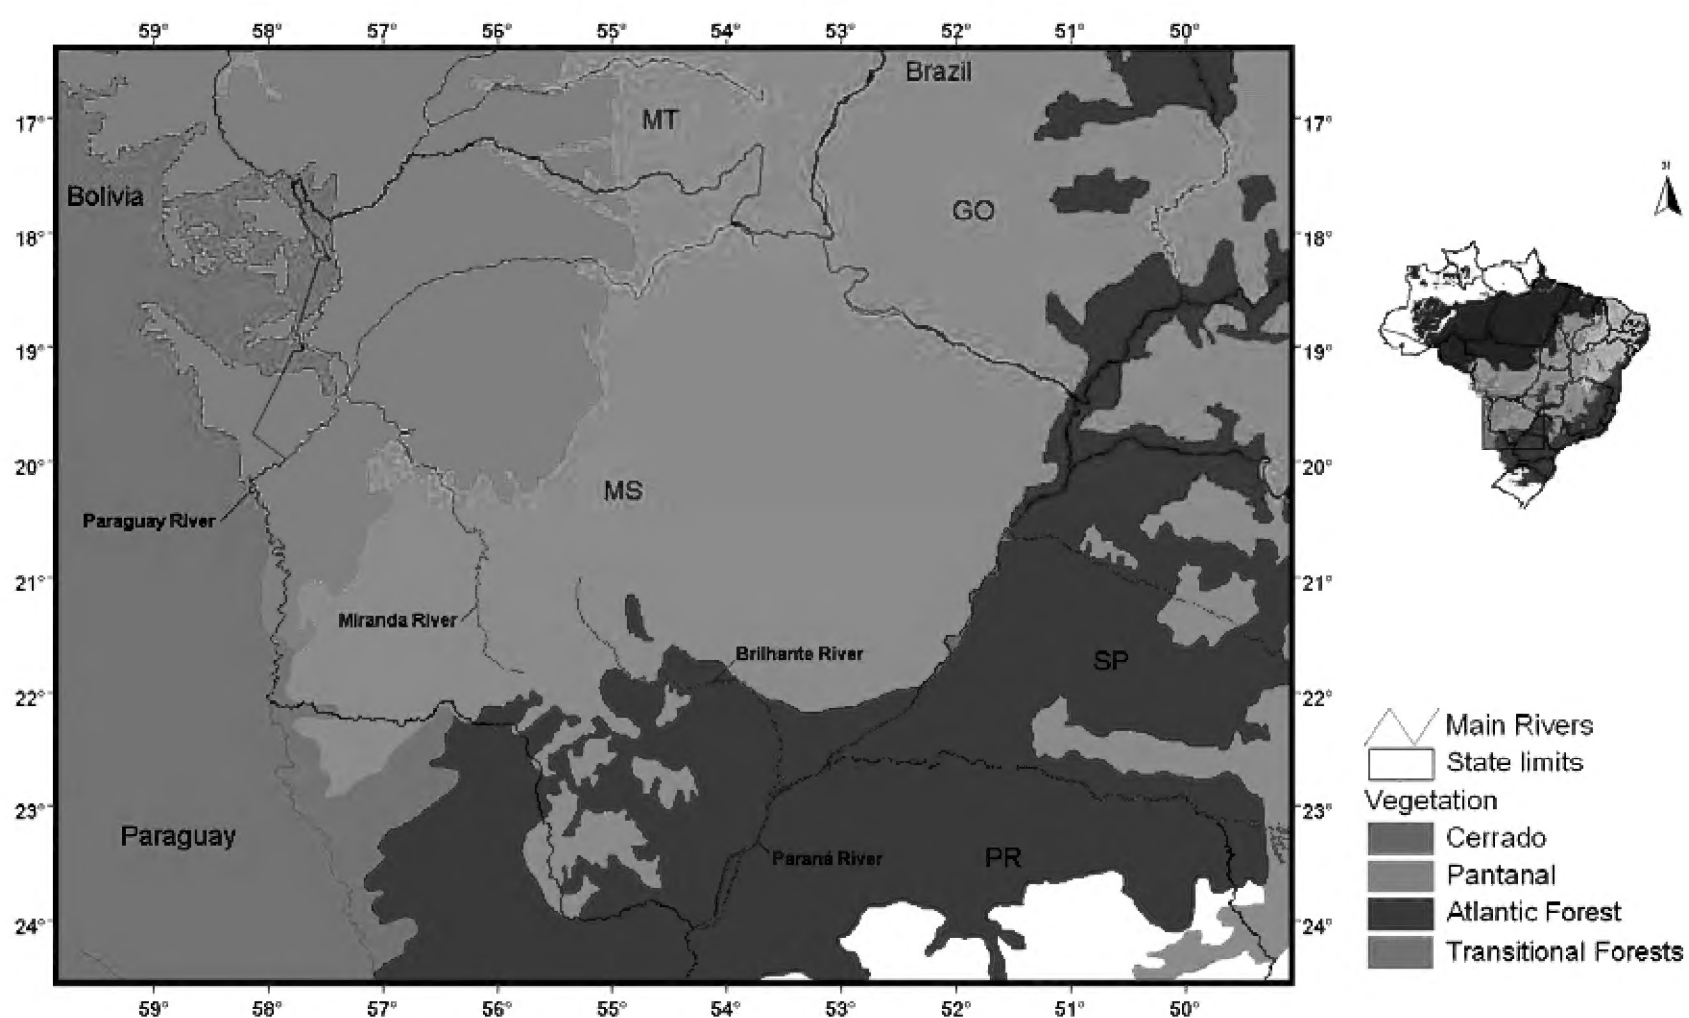 59° 58° 57° 56° 55° 54° 53° 52° 51° 50°
Brazil
17° MT 17°
Bolivia
GO
18° 18°
19° 19°
20° 20°
MS
Paraguay River
21° 21°
Miranda River
Brilhante River
SP
22° 22°
23° 23°
Paraguay
Paraná River
PR
24° 24°
59° 58° 57° 56° 55° 54° 53° 52° 51° 50°
Main Rivers
State limits
Vegetation
Cerrado
Pantanal
Atlantic Forest
Transitional Forests